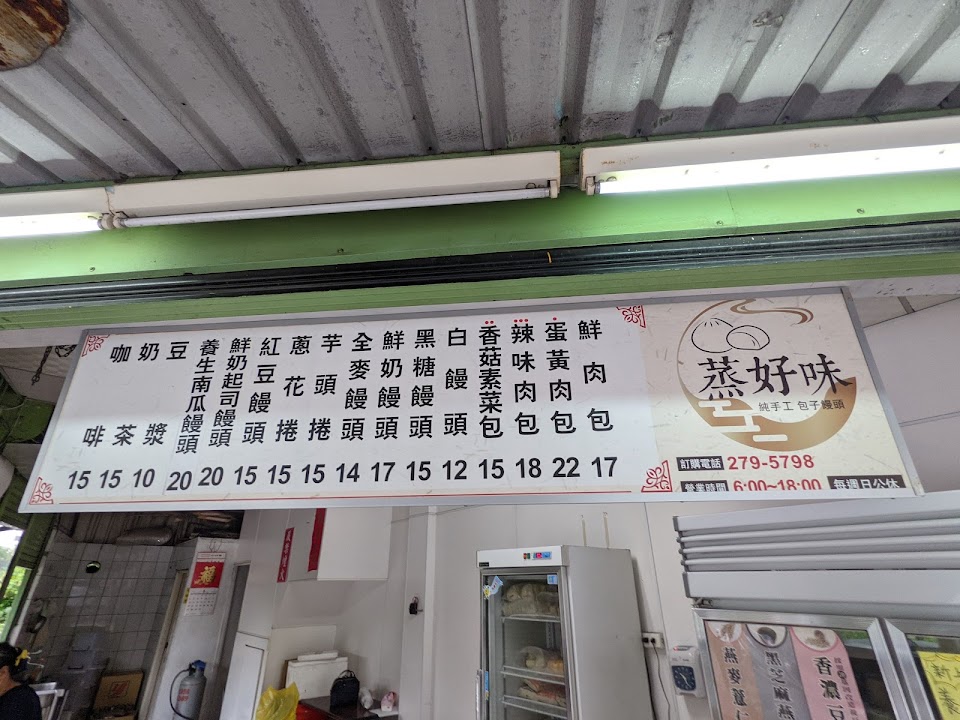 鮮肉包 17
蛋黃肉包 22
辣味肉包 18
香菇素菜包 15
白饅頭 12
黑糖饅頭 15
鮮奶饅頭 17
全麥饅頭 14
芋頭捲 15
蔥花捲 15
紅豆饅頭 15
鮮奶起司饅頭 20
養生南瓜饅頭 20
豆漿 10
奶茶 15
咖啡 15
蒸好味
純手工 包子饅頭
訂購電話 279-5798
營業時間 6:00~18:00 每週日公休
燕麥薏
黑芝麻燕
香濃豆